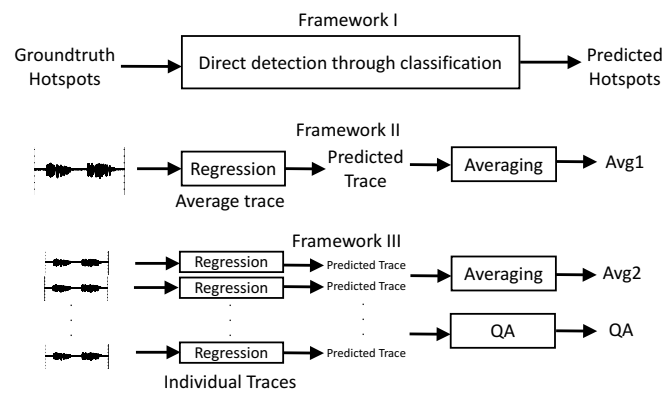 Framework I
Groundtruth
Hotspots
Direct detection through classification
Predicted
Hotspots
Framework II
Regression
Average trace
Predicted
Trace
Averaging
Avg1
Framework III
Regression
Predicted Trace
Regression
Predicted Trace
Averaging
Avg2
QA
QA
Regression
Predicted Trace
Individual Traces